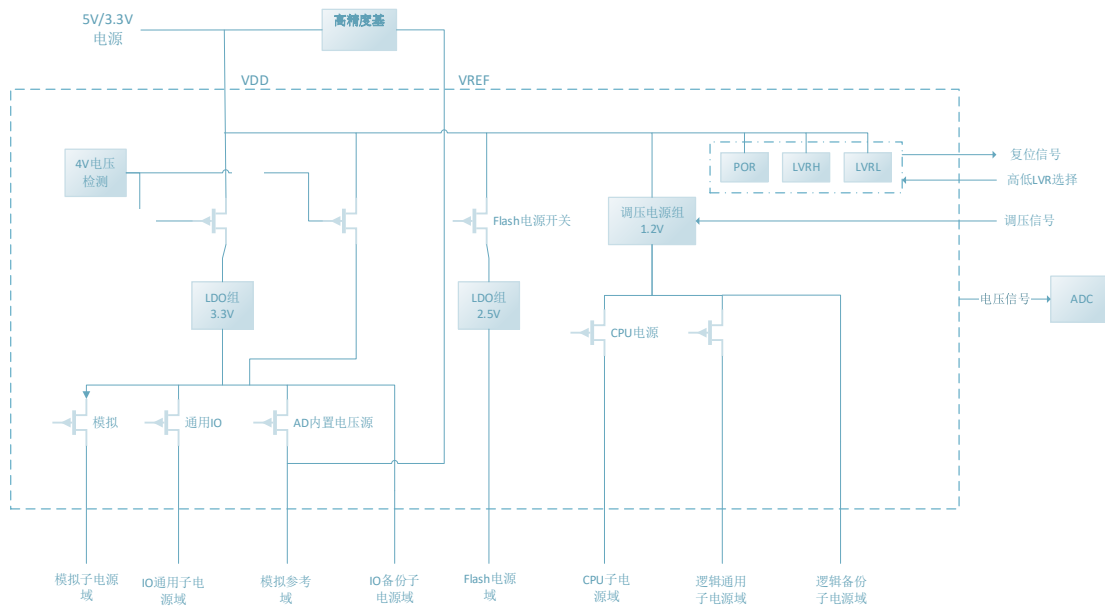 5V/3.3V
电源
高精度基
VDD
VREF
4V电压
检测
POR
LVRH
LVRL
复位信号
高低LVR选择
Flash电源开关
调压电源组
1.2V
调压信号
LDO组
3.3V
LDO组
2.5V
电压信号
ADC
CPU电源
模拟
通用IO
AD内置电压源
模拟子电源
域
IO通用子电
源域
模拟参考
域
IO备份子
电源域
Flash电源
域
CPU子电
源域
逻辑通用
子电源域
逻辑备份
子电源域